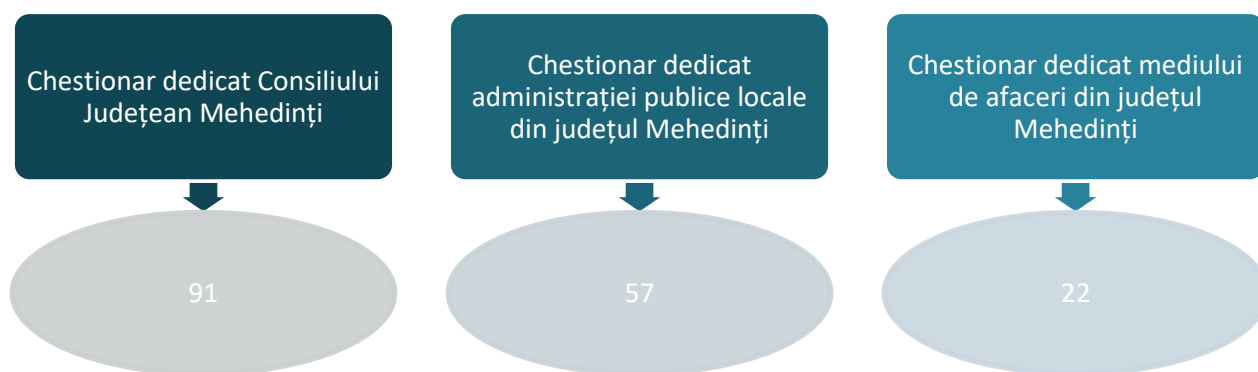 Chestionar dedicat Consiliului
Județean Mehedinți
Chestionar dedicat
administrației publice locale
din județul Mehedinți
Chestionar dedicat mediului
de afaceri din județul
Mehedinți
91
57
22